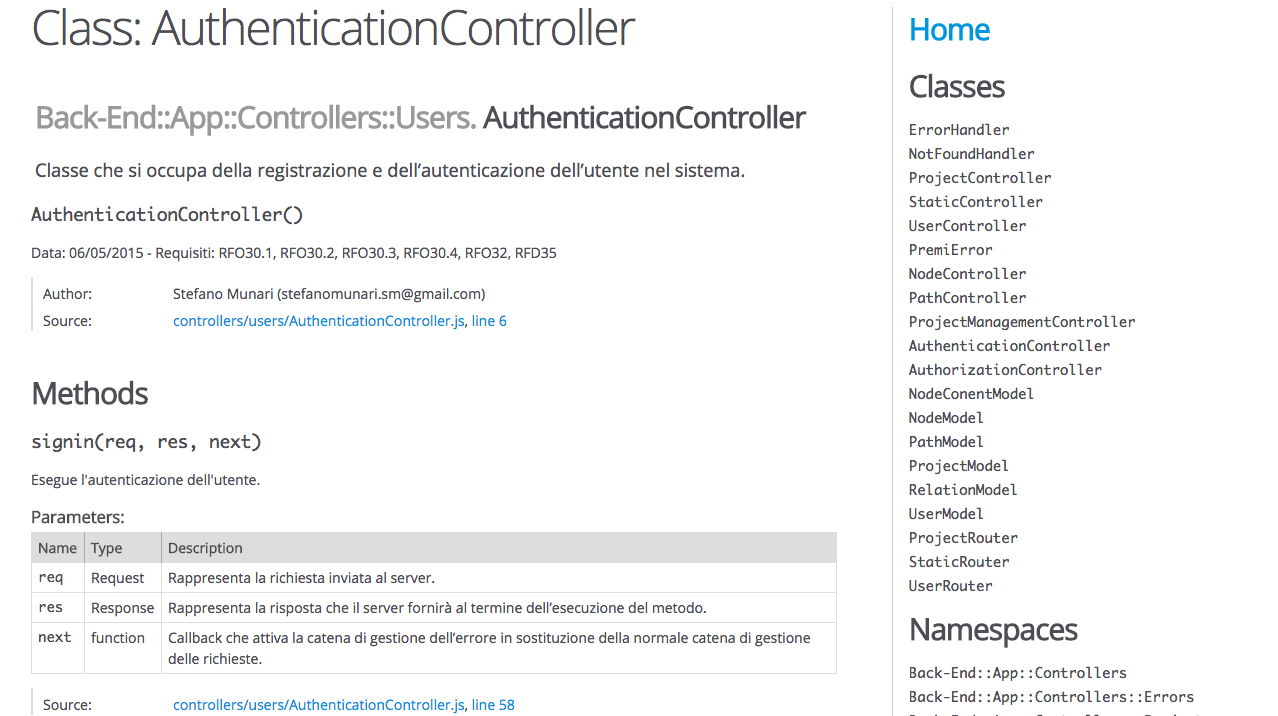 Class: AuthenticationController
Back-End::App::Controllers::Users. AuthenticationController
Classe che si occupa della registrazione e dell’autenticazione dell’utente nel sistema.
AuthenticationController()
Data: 06/05/2015 - Requisiti: RFO30.1, RFO30.2, RFO30.3, RFO30.4, RFO32, RFD35
Author: Stefano Munari (stefanomunari.sm@gmail.com)
Source: controllers/users/AuthenticationController.js, line 6
Methods
signin(req, res, next)
Esegue l'autenticazione dell'utente.
Parameters:
Name Type Description
req Request Rappresenta la richiesta inviata al server.
res Response Rappresenta la risposta che il server fornirà al termine dell’esecuzione del metodo.
next function Callback che attiva la catena di gestione dell’errore in sostituzione della normale catena di gestione
delle richieste.
Source: controllers/users/AuthenticationController.js, line 58
Home
Classes
ErrorHandler
NotFoundHandler
ProjectController
StaticController
UserController
PremiError
NodeController
PathController
ProjectManagementController
AuthenticationController
AuthorizationController
NodeConentModel
NodeModel
PathModel
ProjectModel
RelationModel
UserModel
ProjectRouter
StaticRouter
UserRouter
Namespaces
Back-End::App::Controllers
Back-End::App::Controllers::Errors